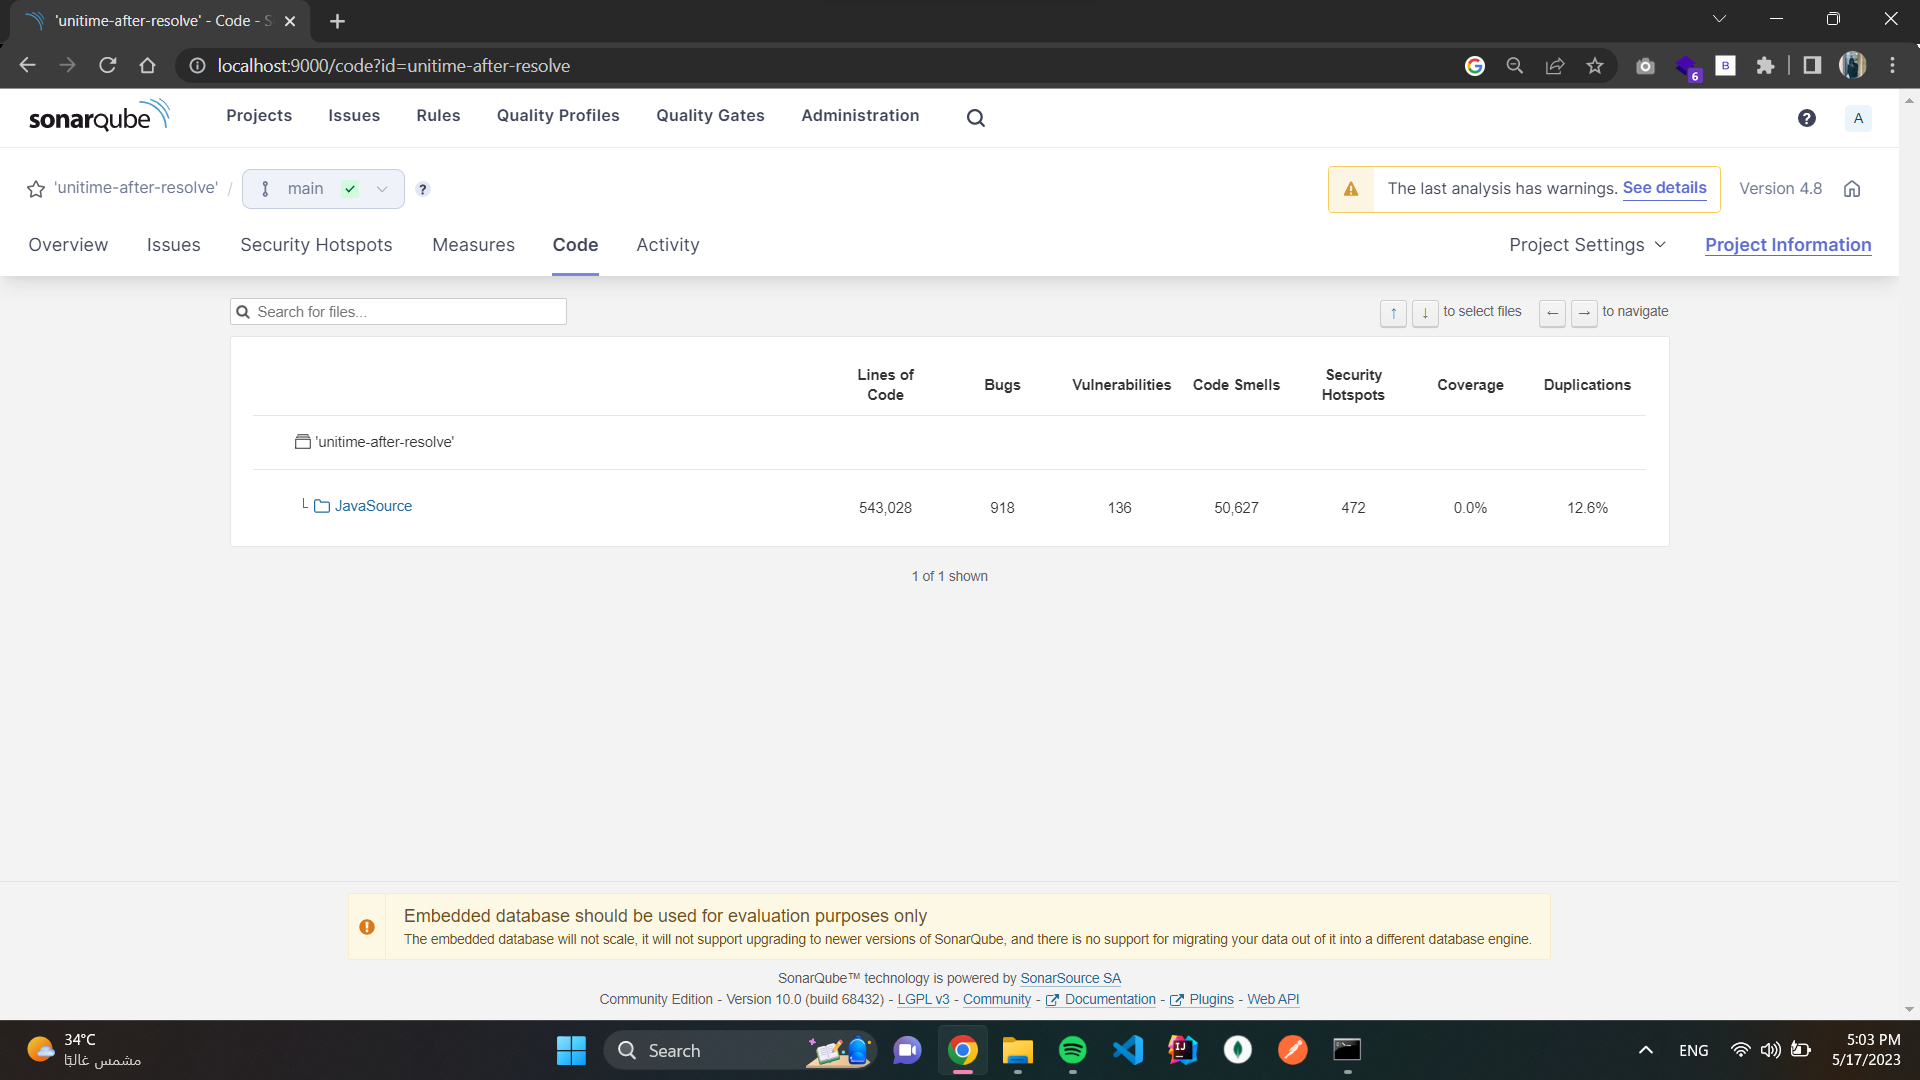 'unitime-after-resolve' - Code - S
localhost:9000/code?id=unitime-after-resolve
6
B
sonarqube
Projects
Issues
Rules
Quality Profiles
Quality Gates
Administration
?
A
'unitime-after-resolve' /
main
?
The last analysis has warnings. See details
Version 4.8
Overview
Issues
Security Hotspots
Measures
Code
Activity
Project Settings
Project Information
Search for files...
↑ ↓ to select files ← → to navigate
Lines of Code
Bugs
Vulnerabilities
Code Smells
Security Hotspots
Coverage
Duplications
'unitime-after-resolve'
JavaSource
543,028
918
136
50,627
472
0.0%
12.6%
1 of 1 shown
Embedded database should be used for evaluation purposes only
The embedded database will not scale, it will not support upgrading to newer versions of SonarQube, and there is no support for migrating your data out of it into a different database engine.
SonarQube™ technology is powered by SonarSource SA
Community Edition - Version 10.0 (build 68432) - LGPL v3 - Community - Documentation - Plugins - Web API
34°C
مشمس غالبًا
Search
IJ
ENG
5:03 PM
5/17/2023